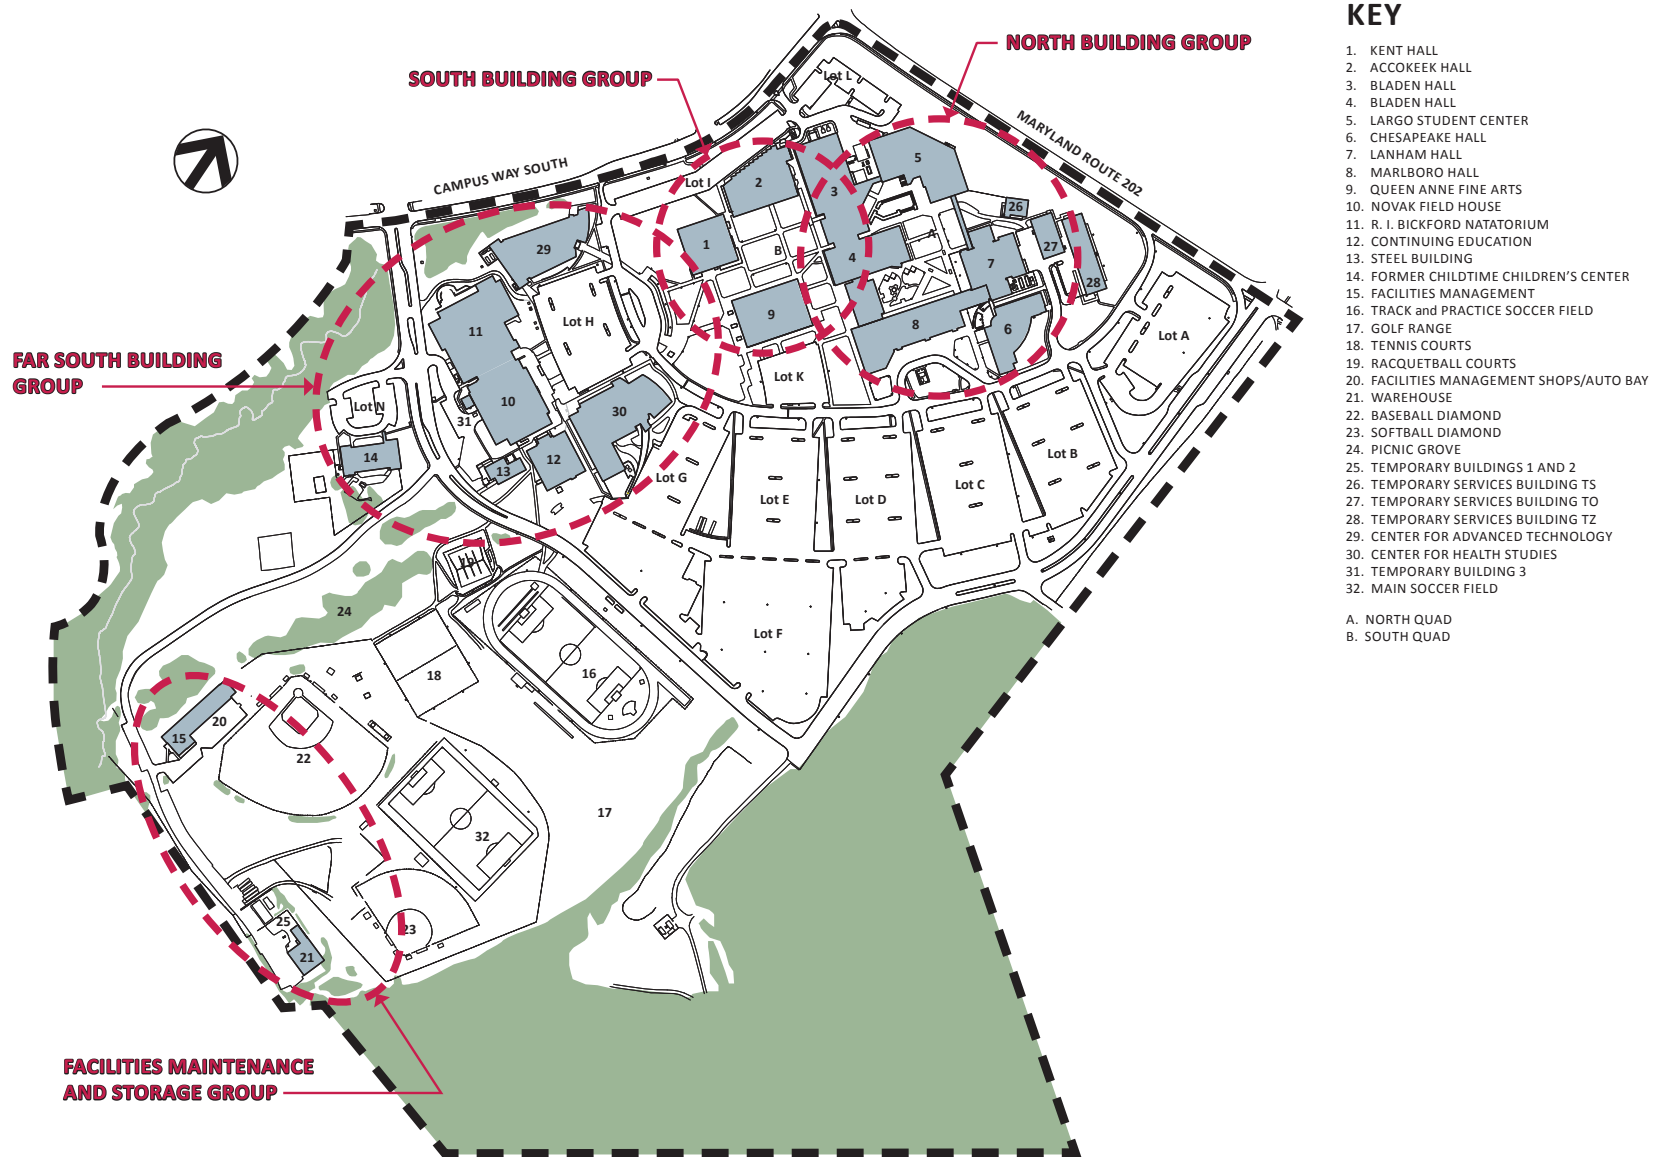 KEY
1. KENT HALL
2. ACCOKEEK HALL
3. BLADEN HALL
4. BLADEN HALL
5. LARGO STUDENT CENTER
6. CHESAPEAKE HALL
7. LANHAM HALL
8. MARLBORO HALL
9. QUEEN ANNE FINE ARTS
10. NOVAK FIELD HOUSE
11. R. I. BICKFORD NATATORIUM
12. CONTINUING EDUCATION
13. STEEL BUILDING
14. FORMER CHILDTIME CHILDREN'S CENTER
15. FACILITIES MANAGEMENT
16. TRACK and PRACTICE SOCCER FIELD
17. GOLF RANGE
18. TENNIS COURTS
19. RACQUETBALL COURTS
20. FACILITIES MANAGEMENT SHOPS/AUTO BAY
21. WAREHOUSE
22. BASEBALL DIAMOND
23. SOFTBALL DIAMOND
24. PICNIC GROVE
25. TEMPORARY BUILDINGS 1 AND 2
26. TEMPORARY SERVICES BUILDING TS
27. TEMPORARY SERVICES BUILDING TO
28. TEMPORARY SERVICES BUILDING TZ
29. CENTER FOR ADVANCED TECHNOLOGY
30. CENTER FOR HEALTH STUDIES
31. TEMPORARY BUILDING 3
32. MAIN SOCCER FIELD
A. NORTH QUAD
B. SOUTH QUAD
NORTH BUILDING GROUP
SOUTH BUILDING GROUP
FAR SOUTH BUILDING
GROUP
FACILITIES MAINTENANCE
AND STORAGE GROUP
CAMPUS WAY SOUTH
MARYLAND ROUTE 202
Lot L
Lot I
Lot H
Lot N
Lot K
Lot A
Lot B
Lot C
Lot D
Lot E
Lot G
Lot F
1
2
3
4
5
6
7
8
9
10
11
12
13
14
15
16
17
18
19
20
21
22
23
24
25
26
27
28
29
30
31
32
B